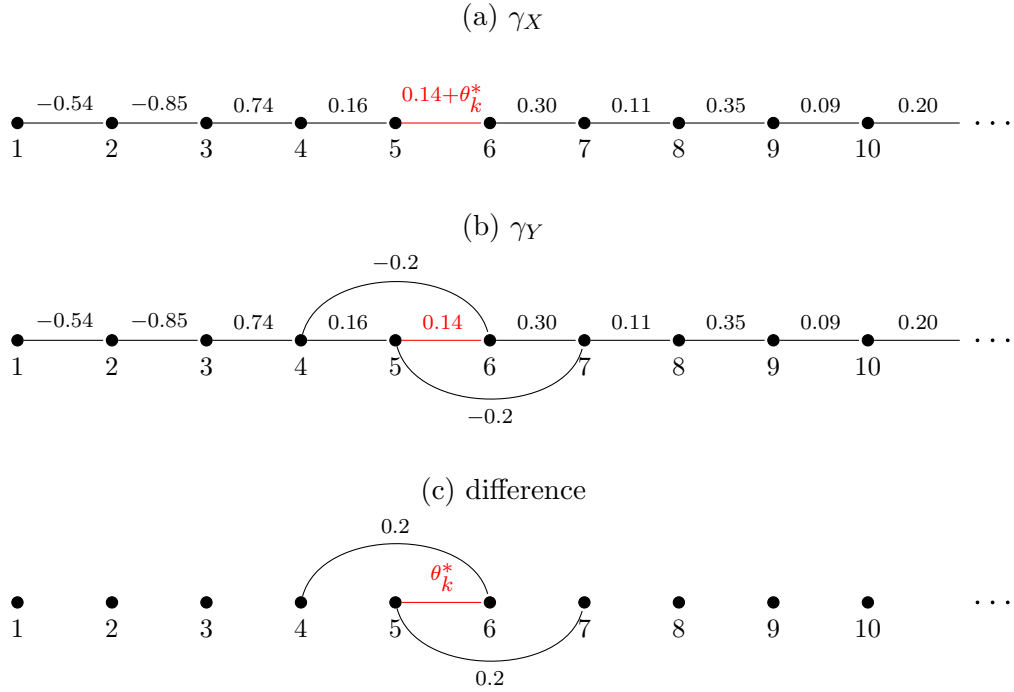 (a) γ_X
−0.54 −0.85 0.74 0.16 0.14+θ*_k 0.30 0.11 0.35 0.09 0.20
1 2 3 4 5 6 7 8 9 10 ···
(b) γ_Y
−0.2
−0.54 −0.85 0.74 0.16 0.14 0.30 0.11 0.35 0.09 0.20
1 2 3 4 5 6 7 8 9 10 ···
−0.2
(c) difference
0.2
θ*_k
1 2 3 4 5 6 7 8 9 10 ···
0.2